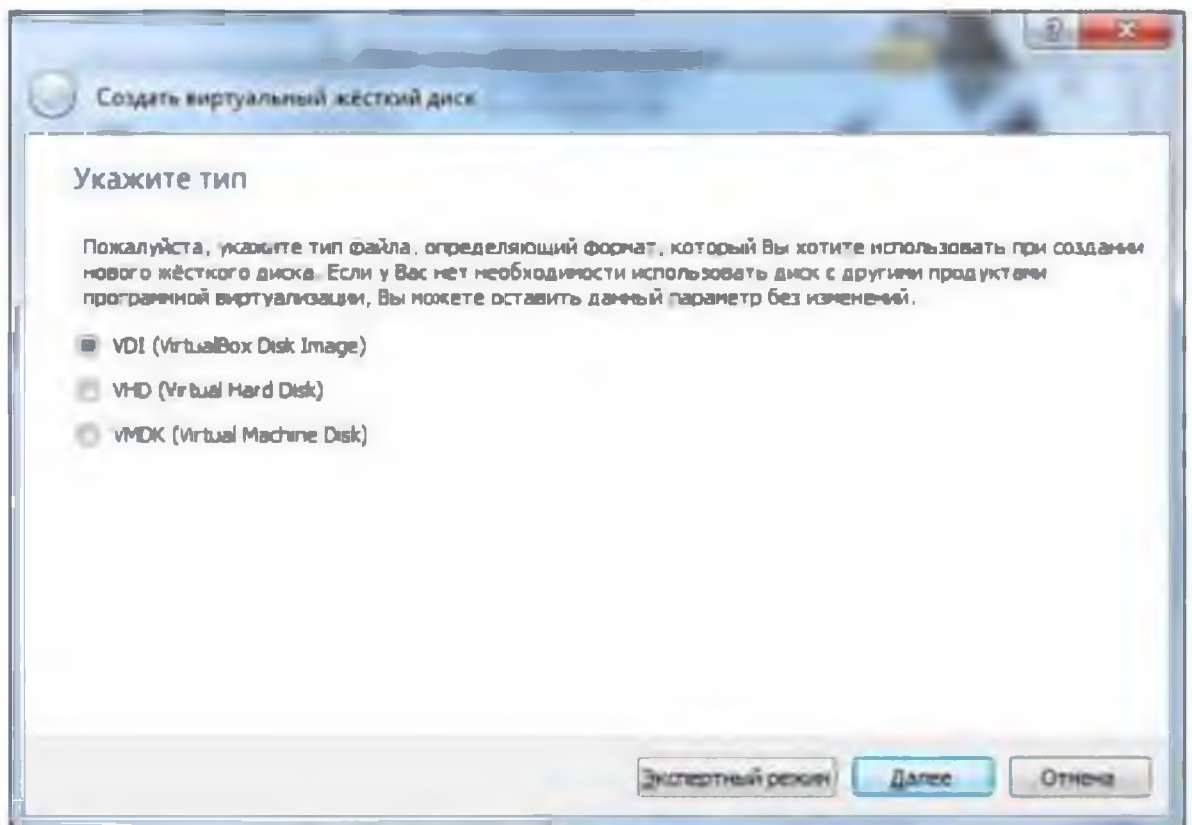 Создать виртуальный жёсткий диск
Укажите тип
Пожалуйста, укажите тип файла, определяющий формат, который Вы хотите использовать при создании
нового жёсткого диска. Если у Вас нет необходимости использовать диск с другими продуктами
программной виртуализации, Вы можете оставить данный параметр без изменений.
VDI (VirtualBox Disk Image)
VHD (Virtual Hard Disk)
VMDK (Virtual Machine Disk)
Экспертный режим Далее Отмена